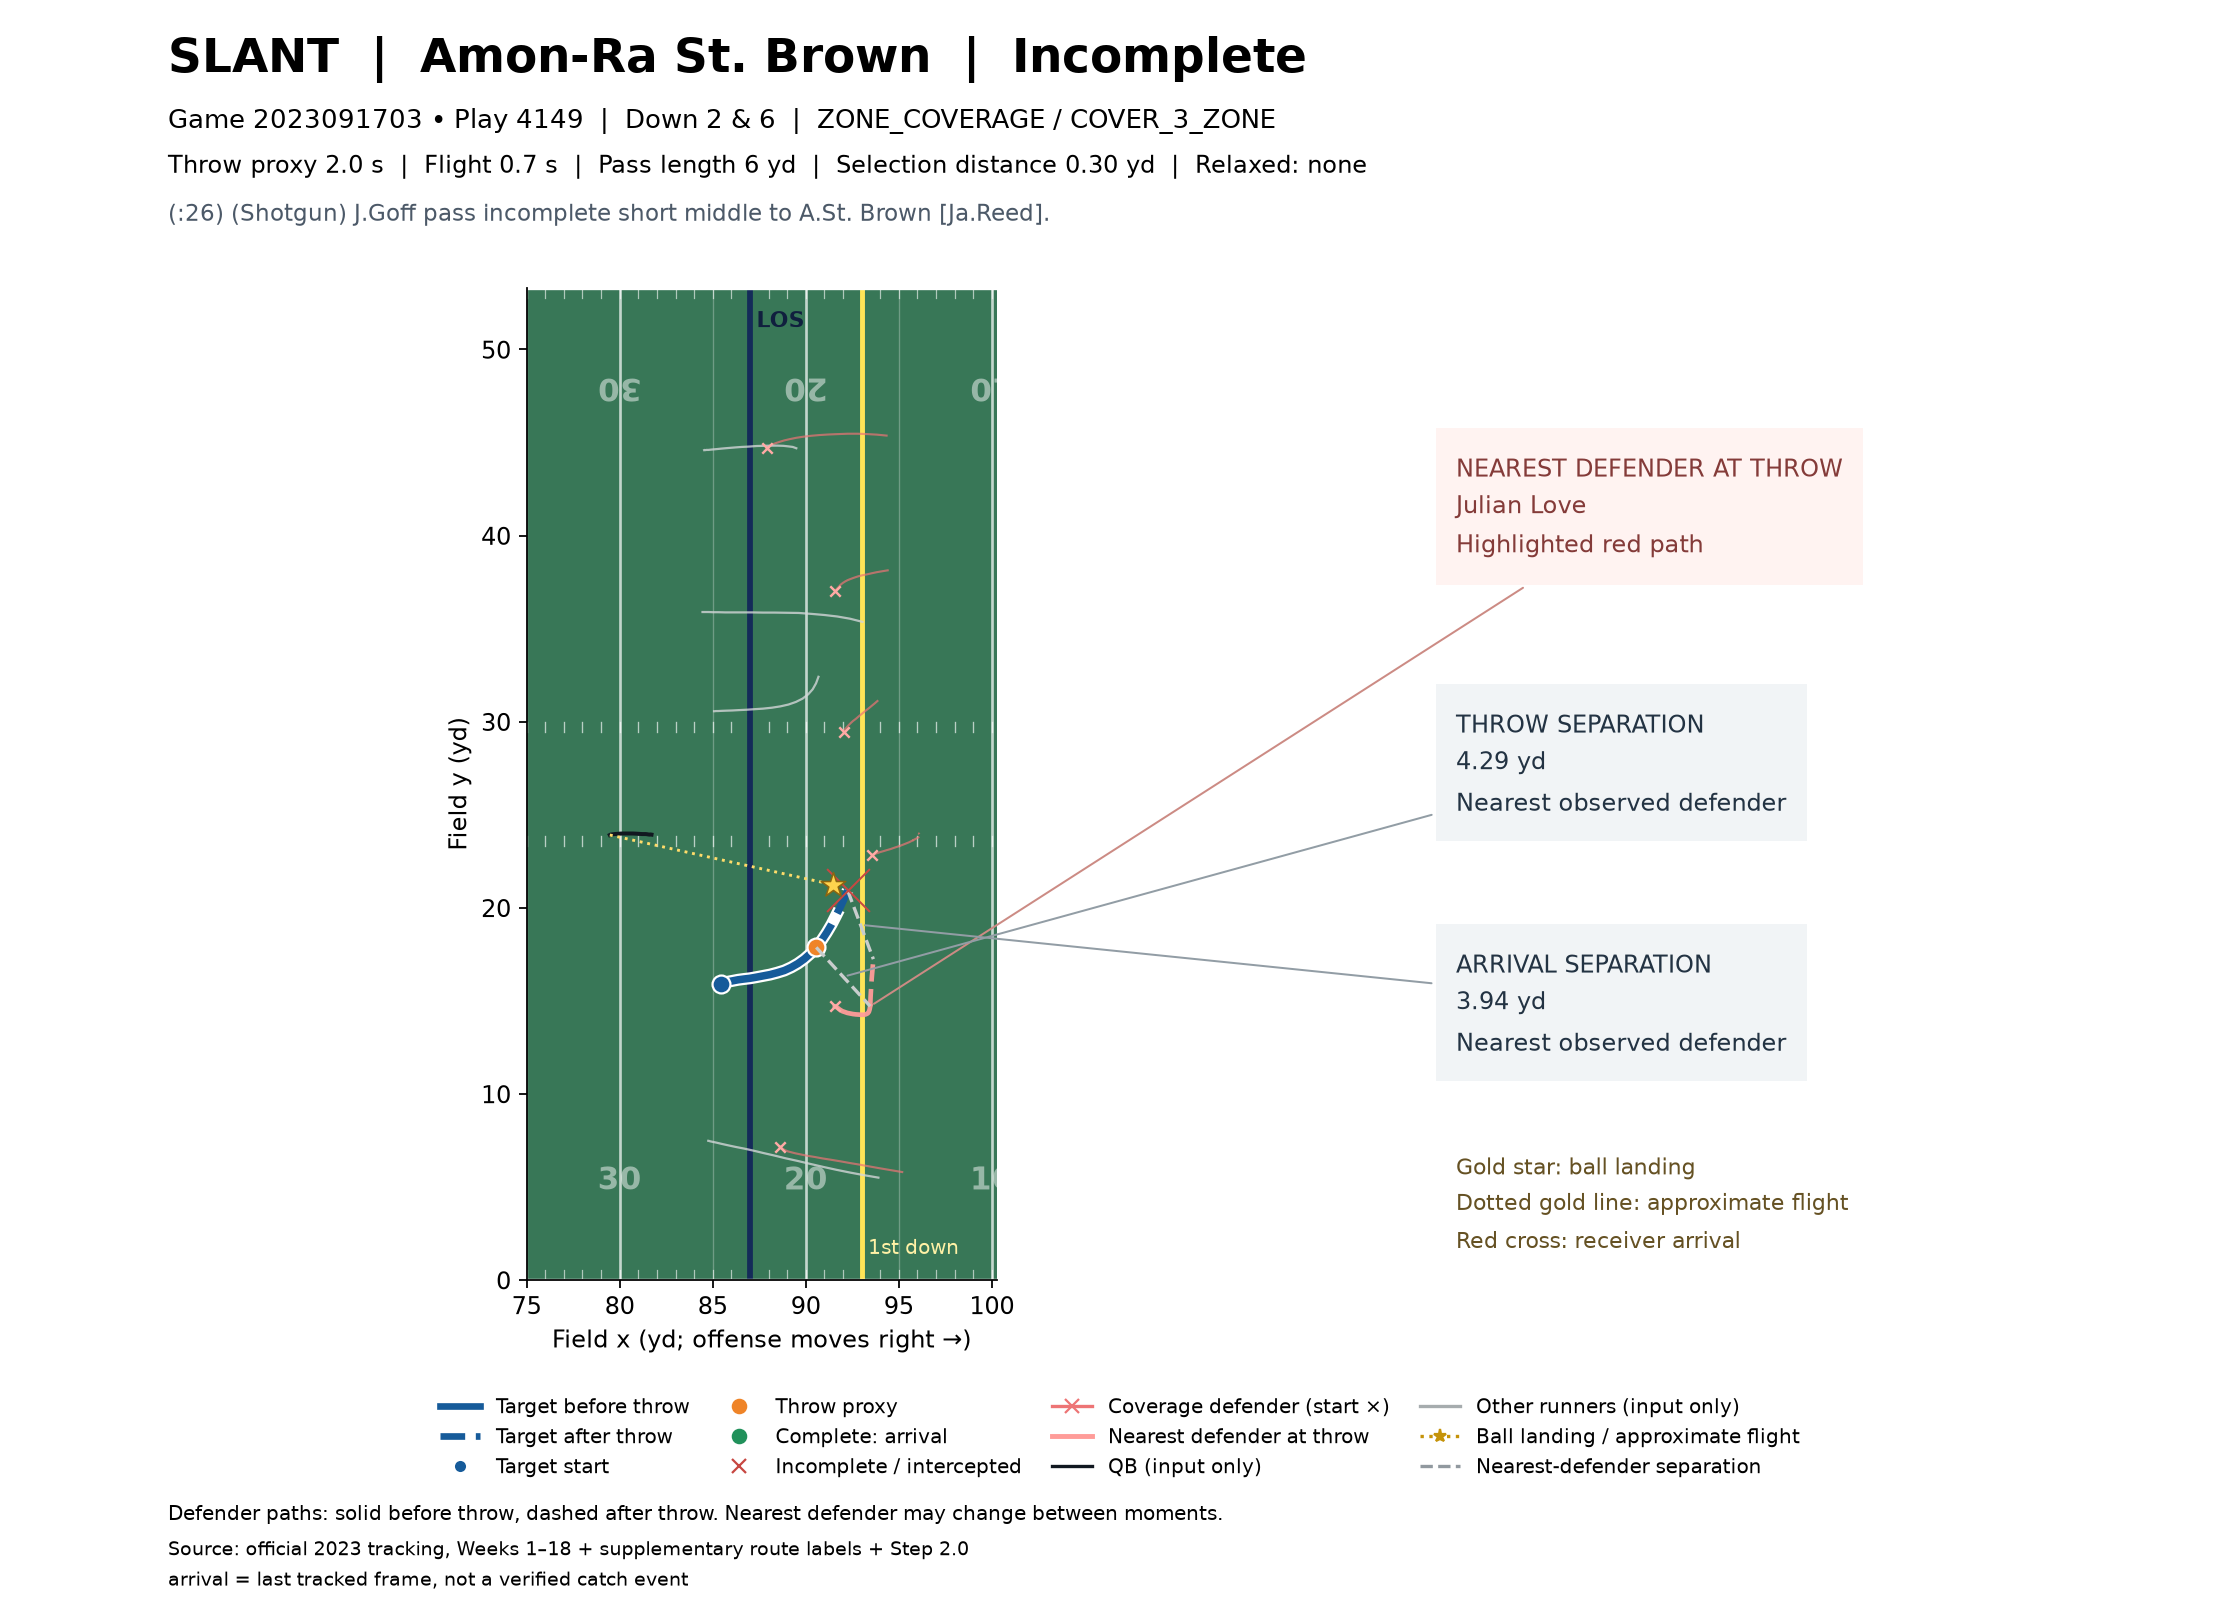 SLANT | Amon-Ra St. Brown | Incomplete
Game 2023091703 • Play 4149 | Down 2 & 6 | ZONE_COVERAGE / COVER_3_ZONE
Throw proxy 2.0 s | Flight 0.7 s | Pass length 6 yd | Selection distance 0.30 yd | Relaxed: none
(:26) (Shotgun) J.Goff pass incomplete short middle to A.St. Brown [Ja.Reed].
LOS
30 20 0
50
40
30
20
10
0
Field y (yd)
30 20 10
1st down
75 80 85 90 95 100
Field x (yd; offense moves right →)
NEAREST DEFENDER AT THROW
Julian Love
Highlighted red path
THROW SEPARATION
4.29 yd
Nearest observed defender
ARRIVAL SEPARATION
3.94 yd
Nearest observed defender
Gold star: ball landing
Dotted gold line: approximate flight
Red cross: receiver arrival
Target before throw
Target after throw
Target start
Throw proxy
Complete: arrival
Incomplete / intercepted
Coverage defender (start ×)
Nearest defender at throw
QB (input only)
Other runners (input only)
Ball landing / approximate flight
Nearest-defender separation
Defender paths: solid before throw, dashed after throw. Nearest defender may change between moments.
Source: official 2023 tracking, Weeks 1–18 + supplementary route labels + Step 2.0
arrival = last tracked frame, not a verified catch event